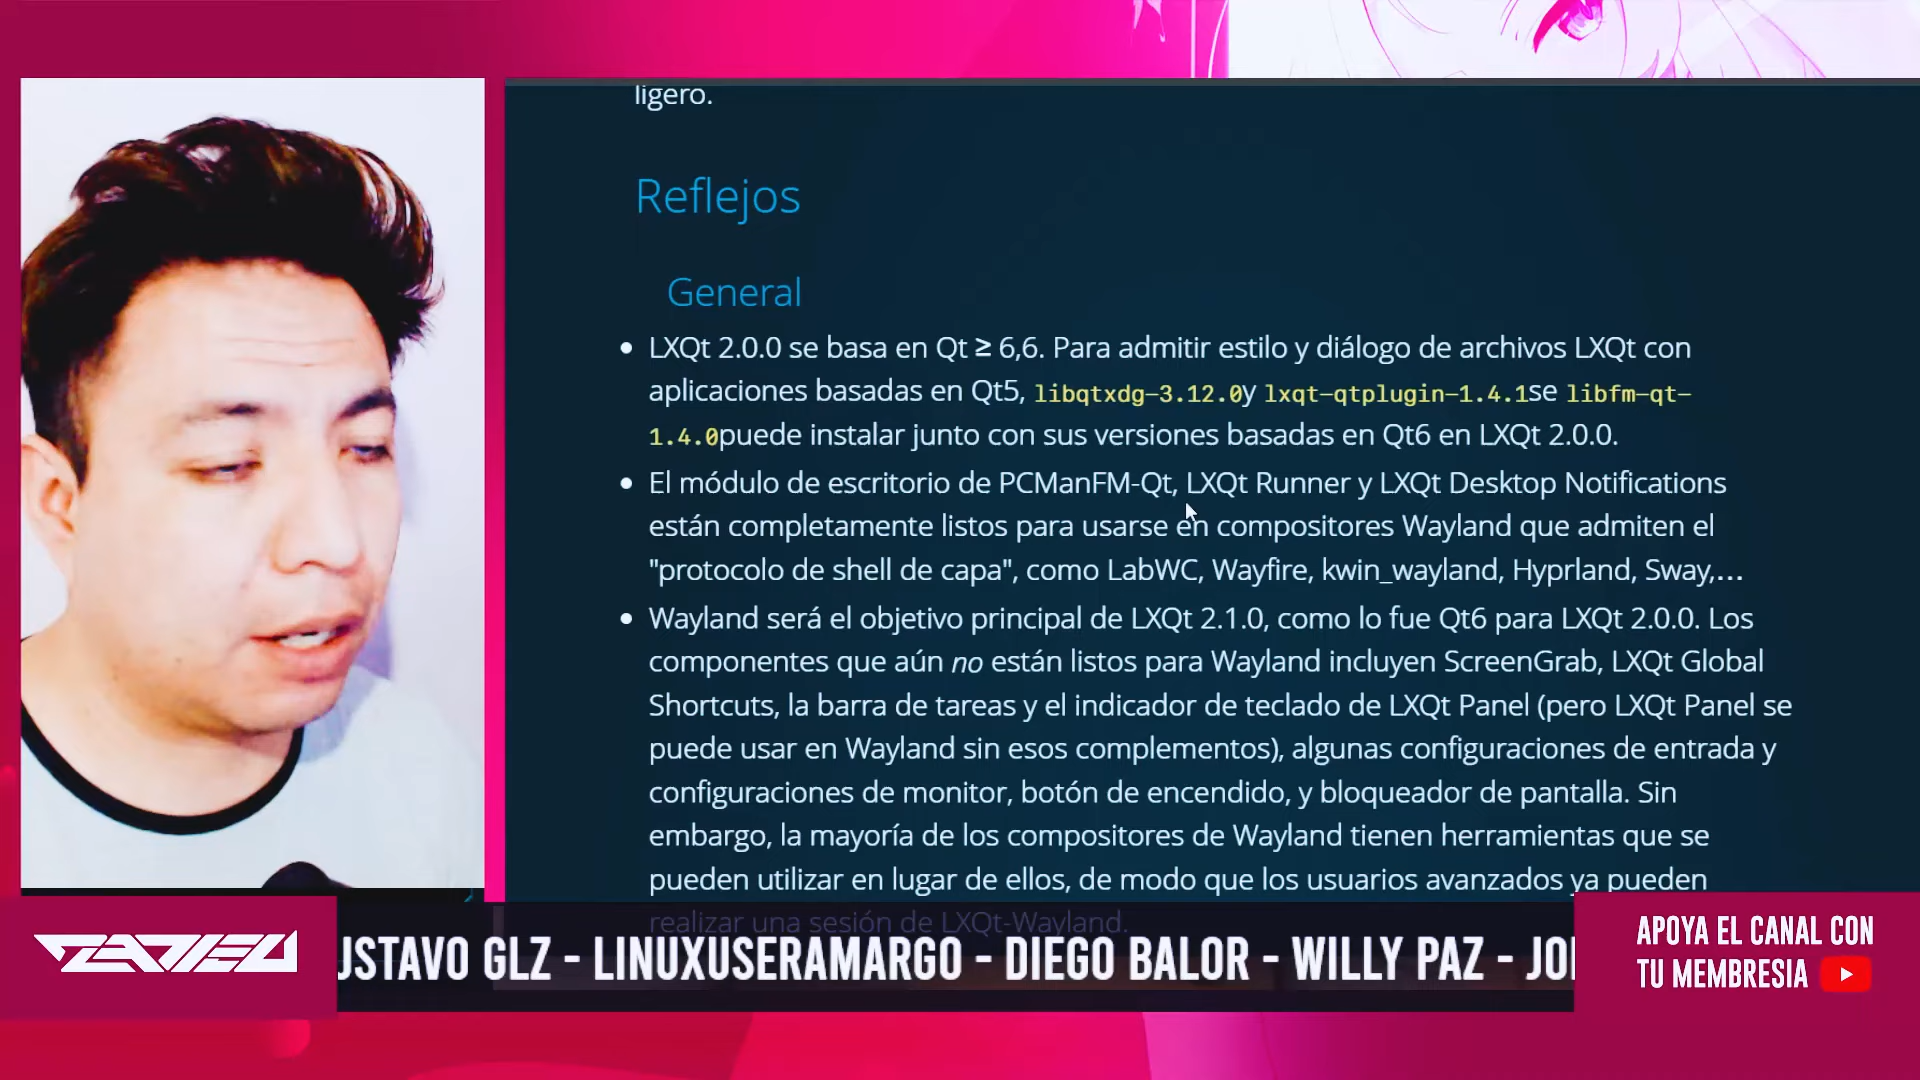 ligero.
Reflejos
General
LXQt 2.0.0 se basa en Qt ≥ 6,6. Para admitir estilo y diálogo de archivos LXQt con
aplicaciones basadas en Qt5, libqtxdg-3.12.0y lxqt-qtplugin-1.4.1se libfm-qt-
1.4.0puede instalar junto con sus versiones basadas en Qt6 en LXQt 2.0.0.
El módulo de escritorio de PCManFM-Qt, LXQt Runner y LXQt Desktop Notifications
están completamente listos para usarse en compositores Wayland que admiten el
"protocolo de shell de capa", como LabWC, Wayfire, kwin_wayland, Hyprland, Sway,...
Wayland será el objetivo principal de LXQt 2.1.0, como lo fue Qt6 para LXQt 2.0.0. Los
componentes que aún no están listos para Wayland incluyen ScreenGrab, LXQt Global
Shortcuts, la barra de tareas y el indicador de teclado de LXQt Panel (pero LXQt Panel se
puede usar en Wayland sin esos complementos), algunas configuraciones de entrada y
configuraciones de monitor, botón de encendido, y bloqueador de pantalla. Sin
embargo, la mayoría de los compositores de Wayland tienen herramientas que se
pueden utilizar en lugar de ellos, de modo que los usuarios avanzados ya pueden
realizar una sesión de LXQt-Wayland.
USTAVO GLZ - LINUXUSERAMARGO - DIEGO BALOR - WILLY PAZ - JO
APOYA EL CANAL CON
TU MEMBRESIA